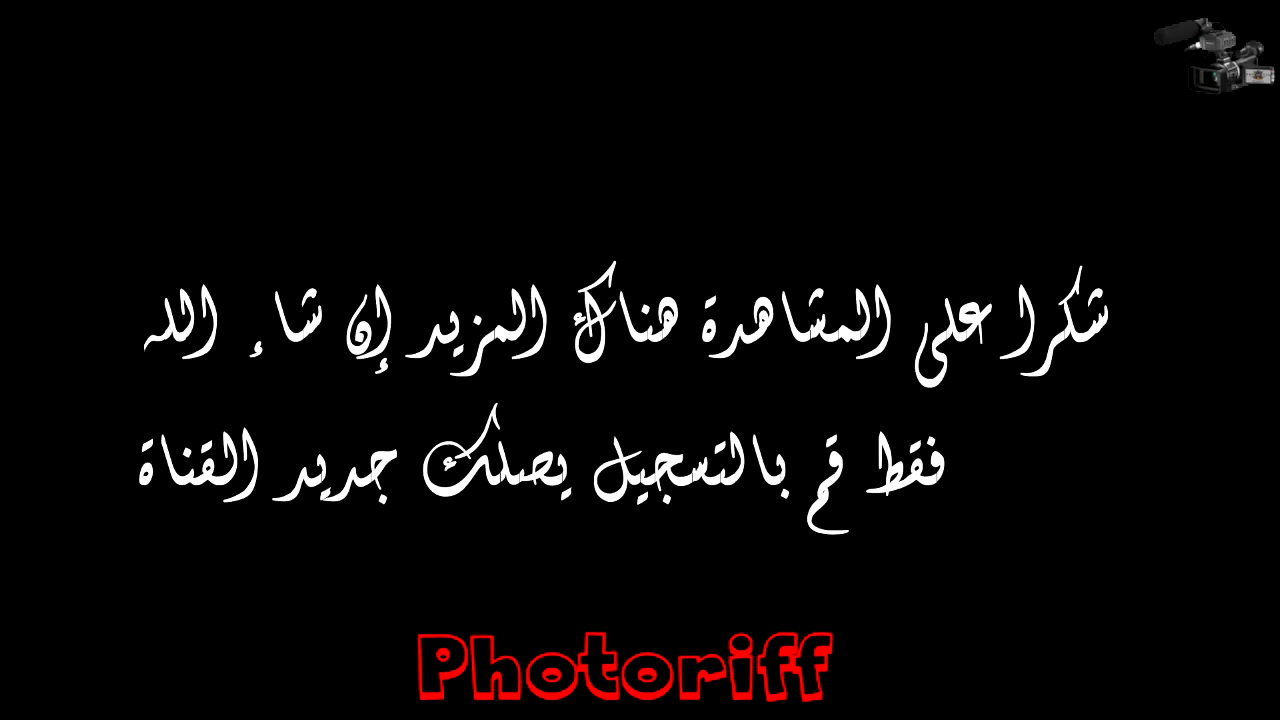 شكرا على المشاهدة هناك المزيد إن شاء الله
فقط قم بالتسجيل يصلك جديد القناة
Photoriff